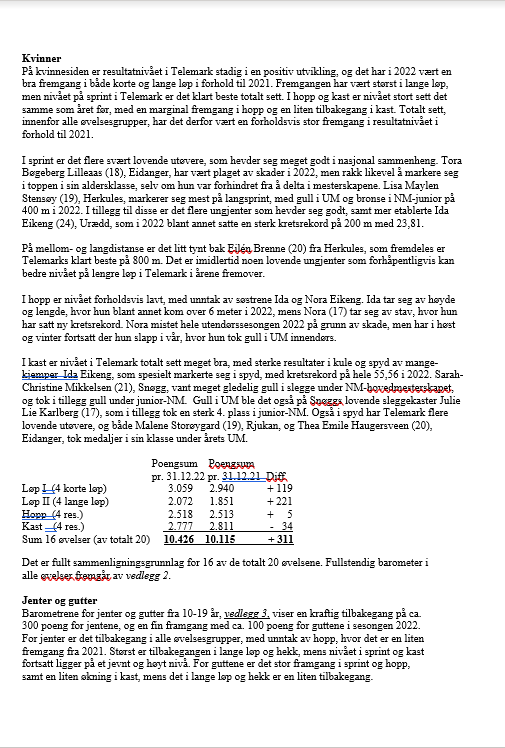 Kvinner
På kvinnesiden er resultatnivået i Telemark stadig i en positiv utvikling, og det har i 2022 vært en
bra fremgang i både korte og lange løp i forhold til 2021. Fremgangen har vært størst i lange løp,
men nivået på sprint i Telemark er det klart beste totalt sett. I hopp og kast er nivået stort sett det
samme som året før, med en marginal framgang i hopp og en liten tilbakegang i kast. Totalt sett,
innenfor alle øvelsesgrupper, har det derfor vært en forholdsvis stor fremgang i resultatnivået i
forhold til 2021.
I sprint er det flere svært lovende utøvere, som hevder seg meget godt i nasjonal sammenheng. Tora
Bøgeberg Lilleaas (18), Eidanger, har vært plaget av skader i 2022, men rakk likevel å markere seg
i toppen i sin aldersklasse, selv om hun var forhindret fra å delta i mesterskapene. Lisa Maylen
Stensøy (19), Herkules, markerer seg mest på langsprint, med gull i UM og bronse i NM-junior på
400 m i 2022. I tillegg til disse er det flere ungjenter som hevder seg godt, samt mer etablerte Ida
Eikeng (24), Urædd, som i 2022 blant annet satte en sterk kretsrekord på 200 m med 23,81.
På mellom- og langdistanse er det litt tynt bak Eilén Brenne (20) fra Herkules, som fremdeles er
Telemarks klart beste på 800 m. Det er imidlertid noen lovende ungjenter som forhåpentligvis kan
bedre nivået på lengre løp i Telemark i årene fremover.
I hopp er nivået forholdsvis lavt, med unntak av søstrene Ida og Nora Eikeng. Ida tar seg av høyde
og lengde, hvor hun blant annet kom over 6 meter i 2022, mens Nora (17) tar seg av stav, hvor hun
har satt ny kretsrekord. Nora mistet hele utendørssesongen 2022 på grunn av skade, men har i høst
og vinter fortsatt der hun slapp i vår, hvor hun tok gull i UM innendørs.
I kast er nivået i Telemark totalt sett meget bra, med sterke resultater i kule og spyd av mange-
kjemper Ida Eikeng, som spesielt markerte seg i spyd, med kretsrekord på hele 55,56 i 2022. Sarah-
Christine Mikkelsen (21), Snøgg, vant meget gledelig gull i slegge under NM-hovedmesterskapet,
og tok i tillegg gull under junior-NM. Gull i UM ble det også på Snøggs lovende sleggekaster Julie
Lie Karlberg (17), som i tillegg tok en sterk 4. plass i junior-NM. Også i spyd har Telemark flere
lovende utøvere, og både Malene Storøygard (19), Rjukan, og Thea Emilie Haugersveen (20),
Eidanger, tok medaljer i sin klasse under årets UM.
Poengsum Poengsum
pr. 31.12.22 pr. 31.12.21 Diff.
Løp I (4 korte løp) 3.059 2.940 + 119
Løp II (4 lange løp) 2.072 1.851 + 221
Hopp (4 res.) 2.518 2.513 + 5
Kast (4 res.) 2.777 2.811 - 34
Sum 16 øvelser (av totalt 20) 10.426 10.115 + 311
Det er fullt sammenligningsgrunnlag for 16 av de totalt 20 øvelsene. Fullstendig barometer i
alle øvelser fremgår av vedlegg 2.
Jenter og gutter
Barometrene for jenter og gutter fra 10-19 år, vedlegg 3, viser en kraftig tilbakegang på ca.
300 poeng for jentene, og en fin framgang med ca. 100 poeng for guttene i sesongen 2022.
For jenter er det tilbakegang i alle øvelsesgrupper, med unntak av hopp, hvor det er en liten
fremgang fra 2021. Størst er tilbakegangen i lange løp og hekk, mens nivået i sprint og kast
fortsatt ligger på et jevnt og høyt nivå. For guttene er det stor framgang i sprint og hopp,
samt en liten økning i kast, mens det i lange løp og hekk er en liten tilbakegang.